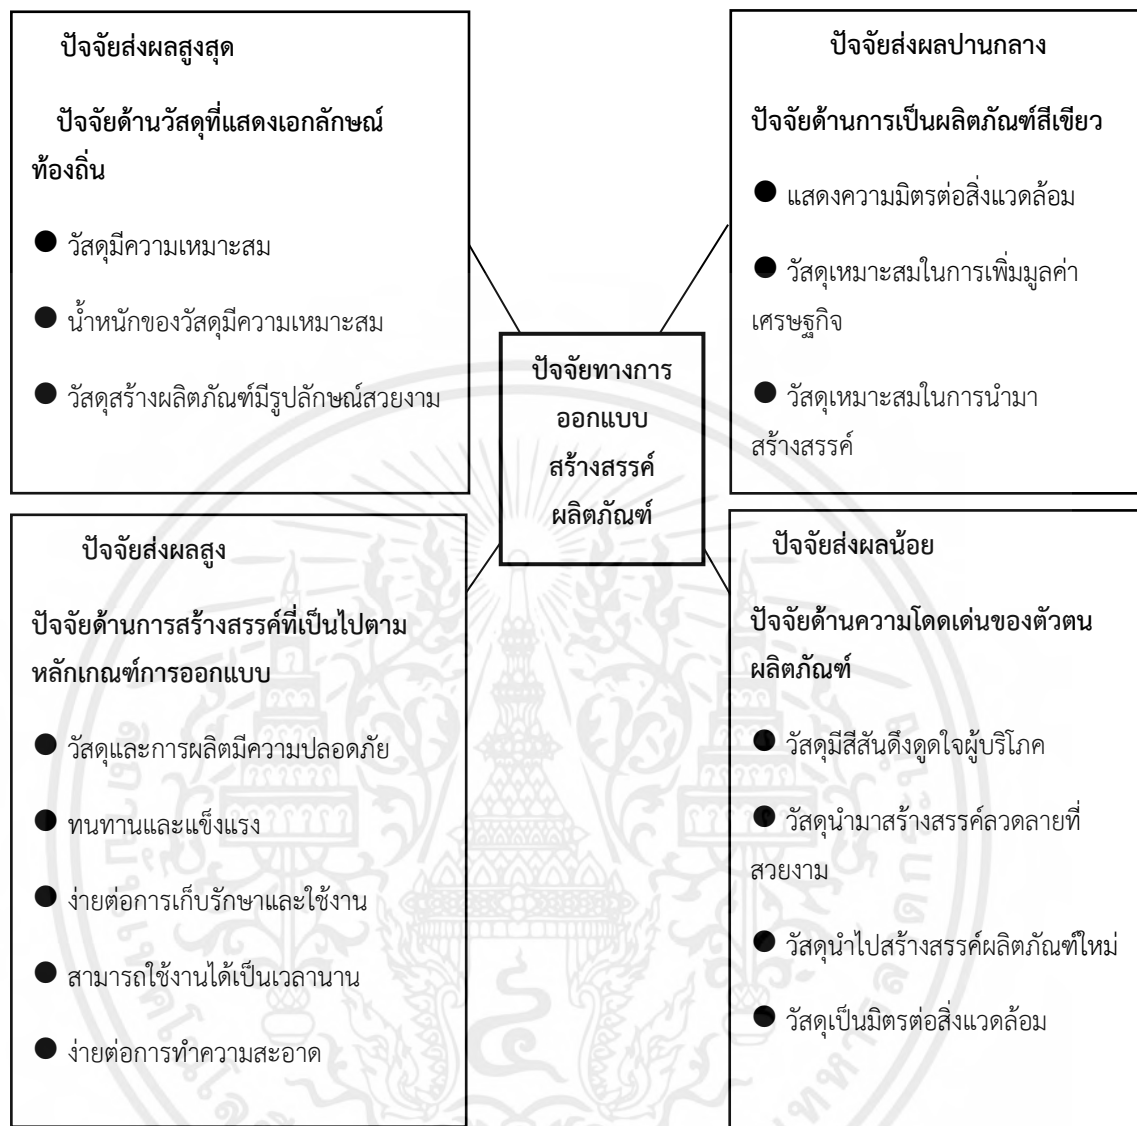 ปัจจัยส่งผลสูงสุด
ปัจจัยด้านวัสดุที่แสดงเอกลักษณ์
ท้องถิ่น
● วัสดุมีความเหมาะสม
● น้ำหนักของวัสดุมีความเหมาะสม
● วัสดุสร้างผลิตภัณฑ์มีรูปลักษณ์สวยงาม
ปัจจัยส่งผลปานกลาง
ปัจจัยด้านการเป็นผลิตภัณฑ์สีเขียว
● แสดงความมิตรต่อสิ่งแวดล้อม
● วัสดุเหมาะสมในการเพิ่มมูลค่า
เศรษฐกิจ
● วัสดุเหมาะสมในการนำมา
สร้างสรรค์
ปัจจัยทางการ
ออกแบบ
สร้างสรรค์
ผลิตภัณฑ์
ปัจจัยส่งผลสูง
ปัจจัยด้านการสร้างสรรค์ที่เป็นไปตาม
หลักเกณฑ์การออกแบบ
● วัสดุและการผลิตมีความปลอดภัย
● ทนทานและแข็งแรง
● ง่ายต่อการเก็บรักษาและใช้งาน
● สามารถใช้งานได้เป็นเวลานาน
● ง่ายต่อการทำความสะอาด
ปัจจัยส่งผลน้อย
ปัจจัยด้านความโดดเด่นของตัวตน
ผลิตภัณฑ์
● วัสดุมีสีสันดึงดูดใจผู้บริโภค
● วัสดุนำมาสร้างสรรค์ลวดลายที่
สวยงาม
● วัสดุนำไปสร้างสรรค์ผลิตภัณฑ์ใหม่
● วัสดุเป็นมิตรต่อสิ่งแวดล้อม